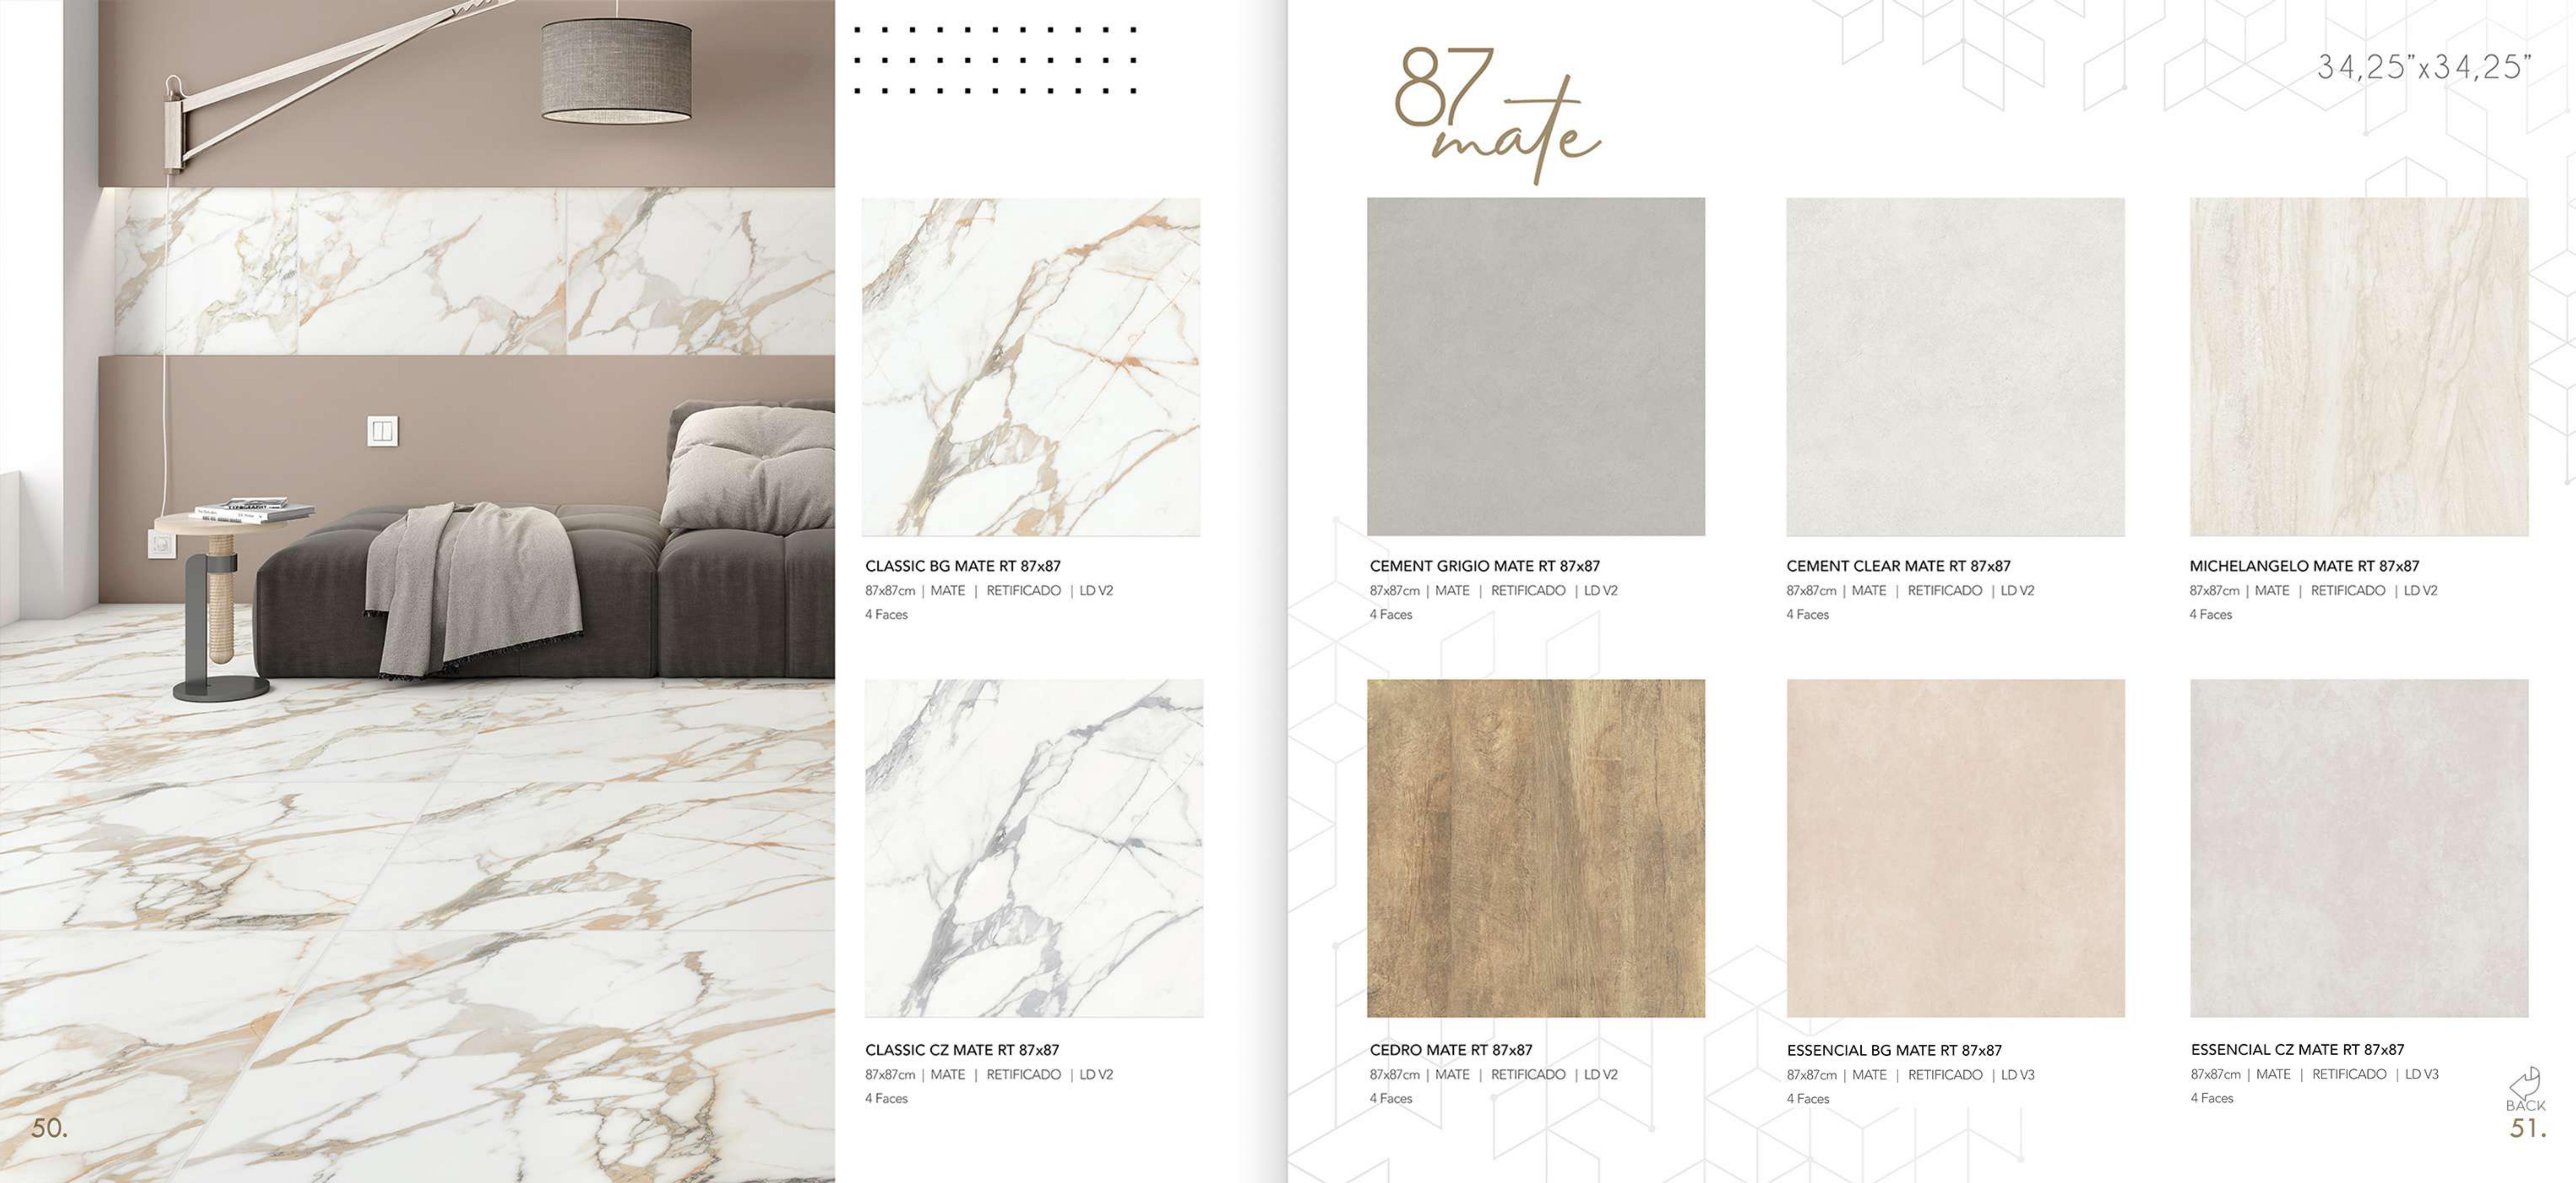 CLASSIC BG MATE RT 87x87
87x87cm | MATE | RETIFICADO | LD V2
4 Faces
CLASSIC CZ MATE RT 87x87
87x87cm | MATE | RETIFICADO | LD V2
4 Faces
50.
87
mate
34,25”x34,25”
CEMENT GRIGIO MATE RT 87x87
87x87cm | MATE | RETIFICADO | LD V2
4 Faces
CEMENT CLEAR MATE RT 87x87
87x87cm | MATE | RETIFICADO | LD V2
4 Faces
MICHELANGELO MATE RT 87x87
87x87cm | MATE | RETIFICADO | LD V2
4 Faces
CEDRO MATE RT 87x87
87x87cm | MATE | RETIFICADO | LD V2
4 Faces
ESSENCIAL BG MATE RT 87x87
87x87cm | MATE | RETIFICADO | LD V3
4 Faces
ESSENCIAL CZ MATE RT 87x87
87x87cm | MATE | RETIFICADO | LD V3
4 Faces
BACK
51.